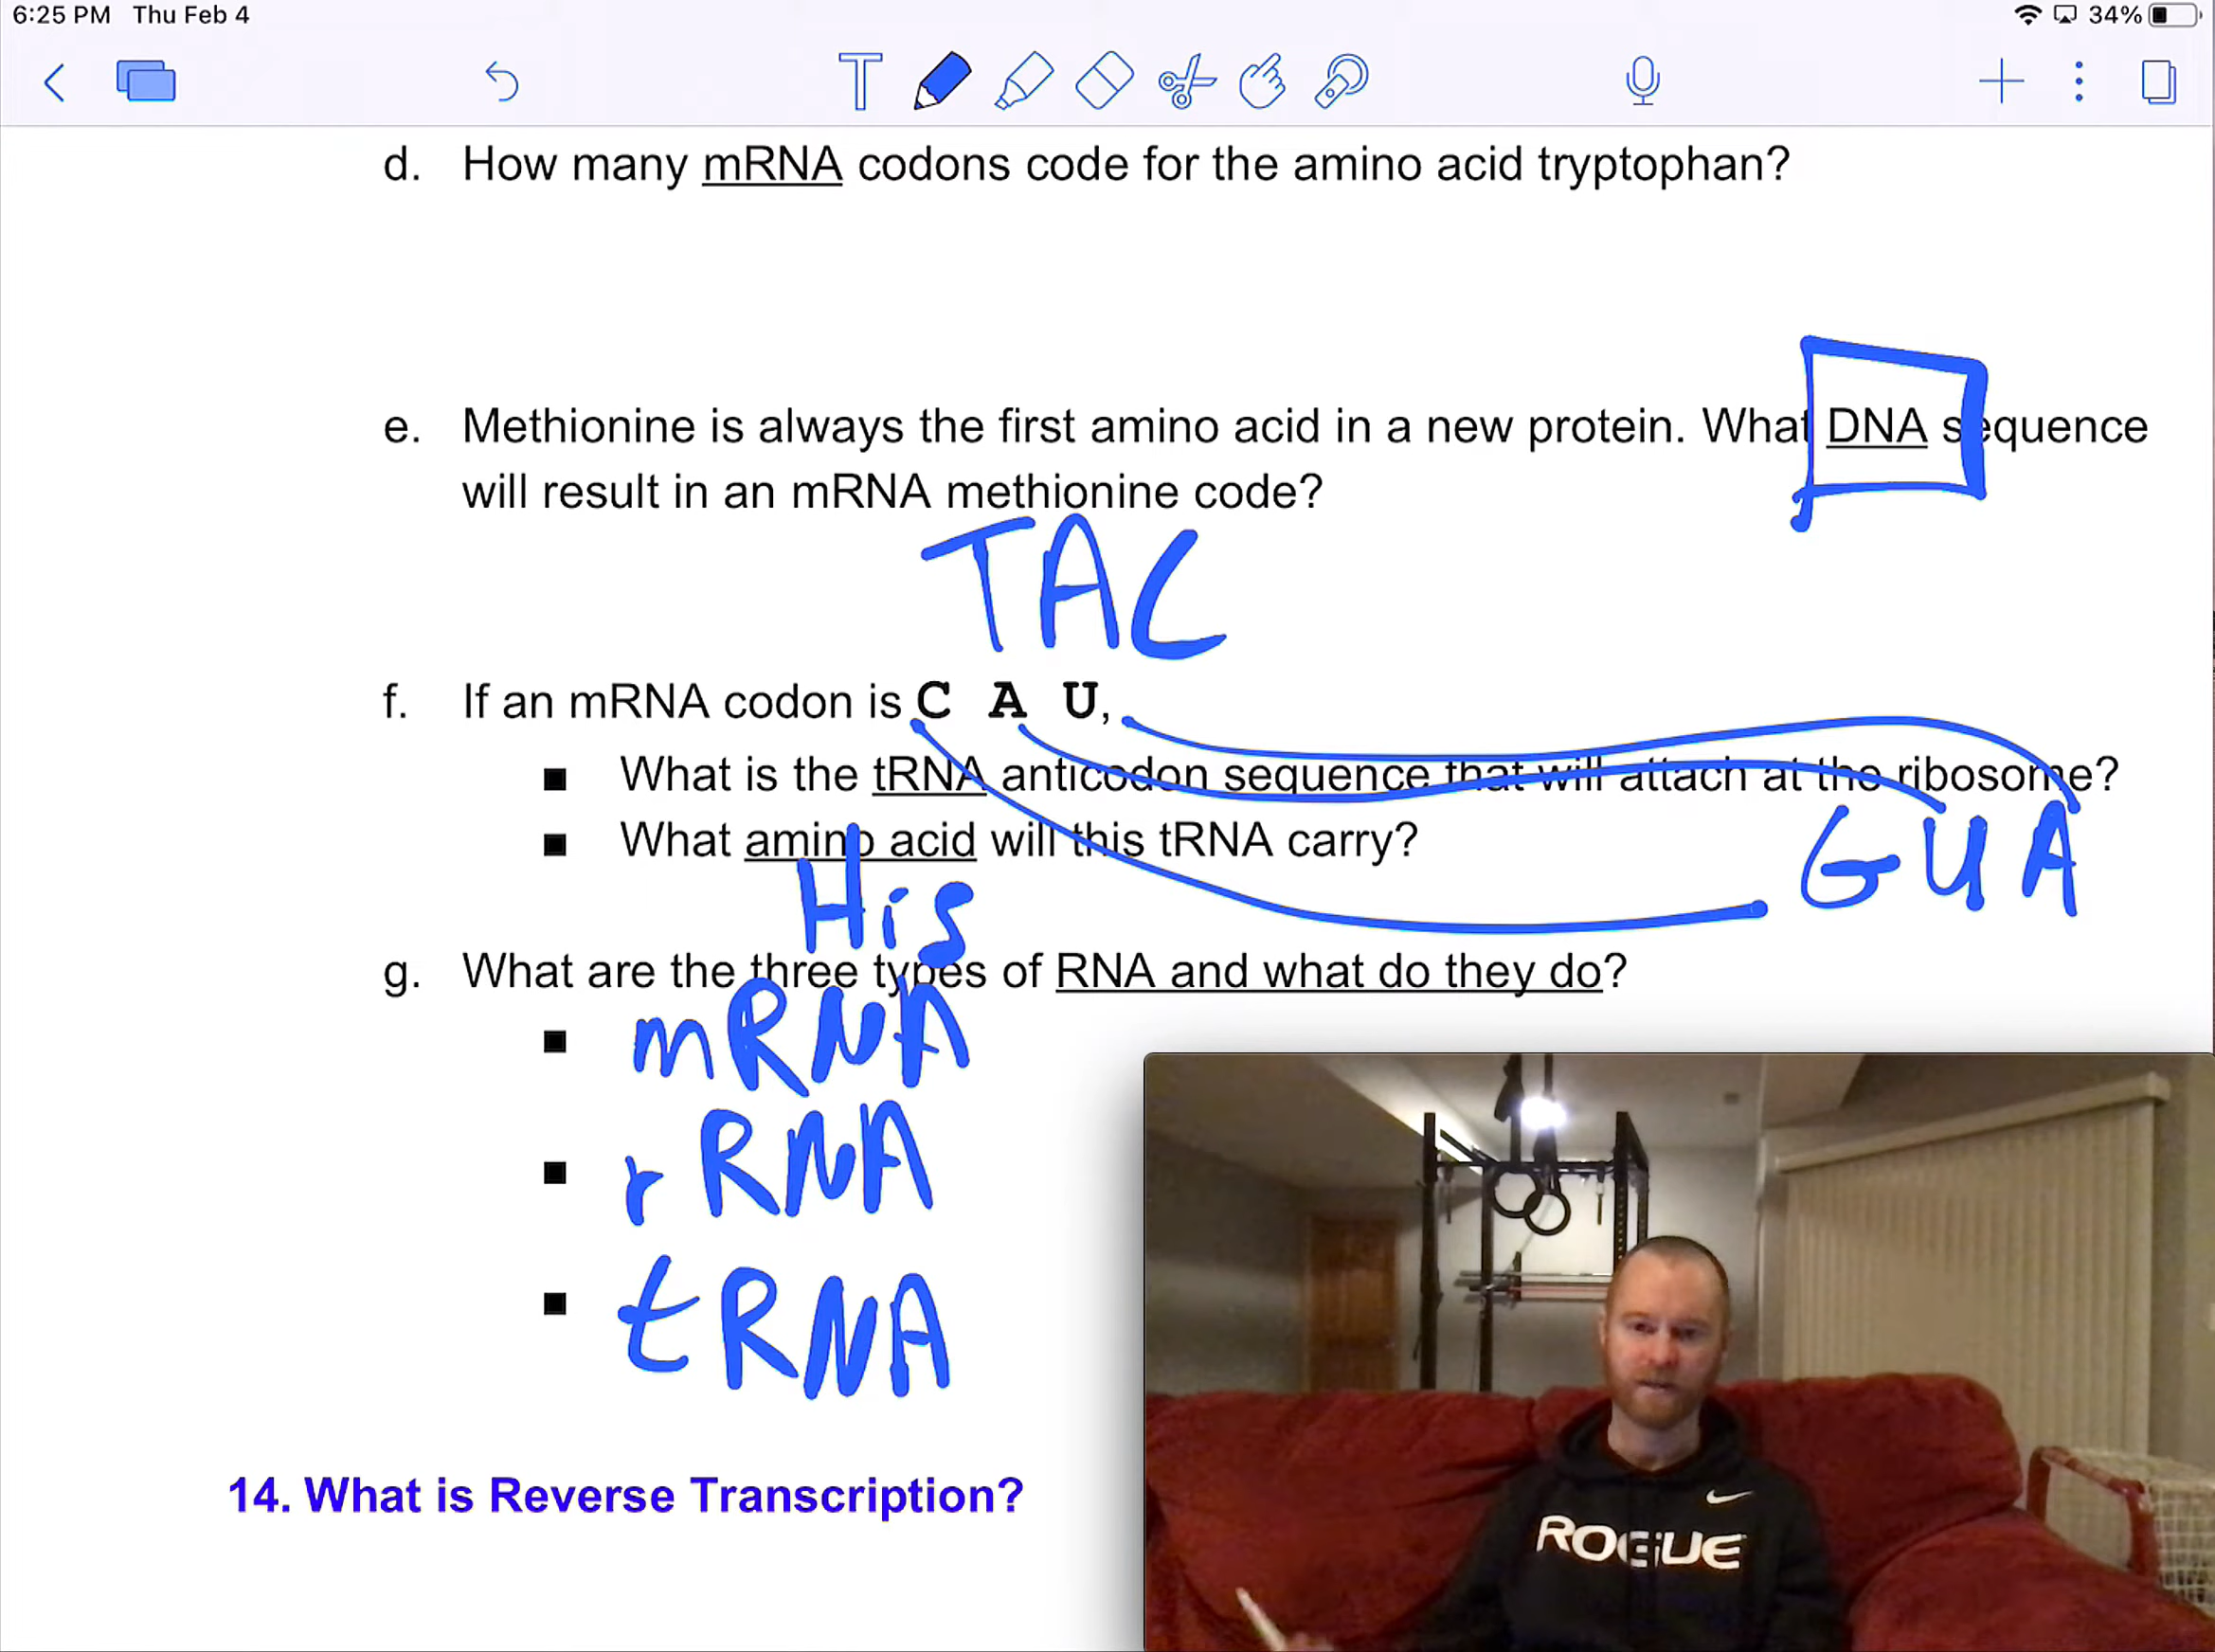 6:25 PM Thu Feb 4 34%
d. How many mRNA codons code for the amino acid tryptophan?
e. Methionine is always the first amino acid in a new protein. What DNA sequence
will result in an mRNA methionine code?
TAC
f. If an mRNA codon is C A U,
■ What is the tRNA anticodon sequence that will attach at the ribosome?
GUA
■ What amino acid will this tRNA carry?
His
g. What are the three types of RNA and what do they do?
■ mRNA
■ rRNA
■ tRNA
14. What is Reverse Transcription?
ROGUE